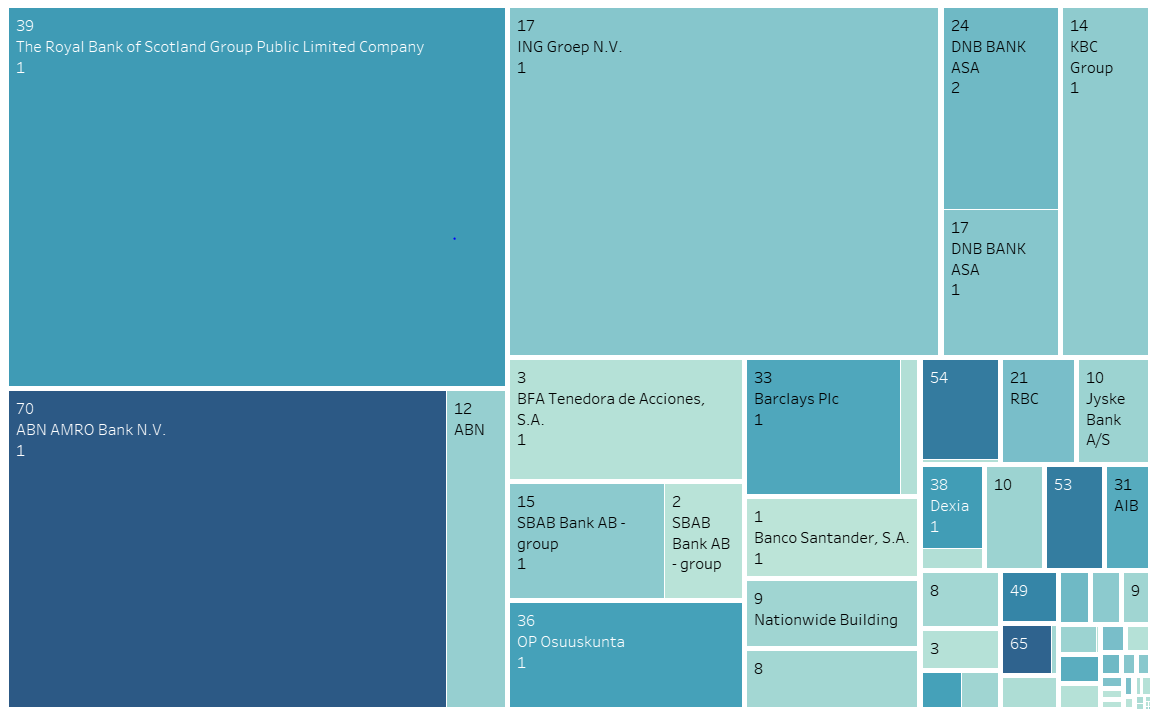 39
The Royal Bank of Scotland Group Public Limited Company
1
70
ABN AMRO Bank N.V.
1
12
ABN
17
ING Groep N.V.
1
24
DNB BANK
ASA
2
17
DNB BANK
ASA
1
14
KBC
Group
1
3
BFA Tenedora de Acciones,
S.A.
1
15
SBAB Bank AB -
group
1
2
SBAB
Bank AB
- group
36
OP Osuuskunta
1
33
Barclays Plc
1
1
Banco Santander, S.A.
1
9
Nationwide Building
8
54
21
RBC
10
Jyske
Bank
A/S
38
Dexia
1
10
53
31
AIB
8
49
9
3
65